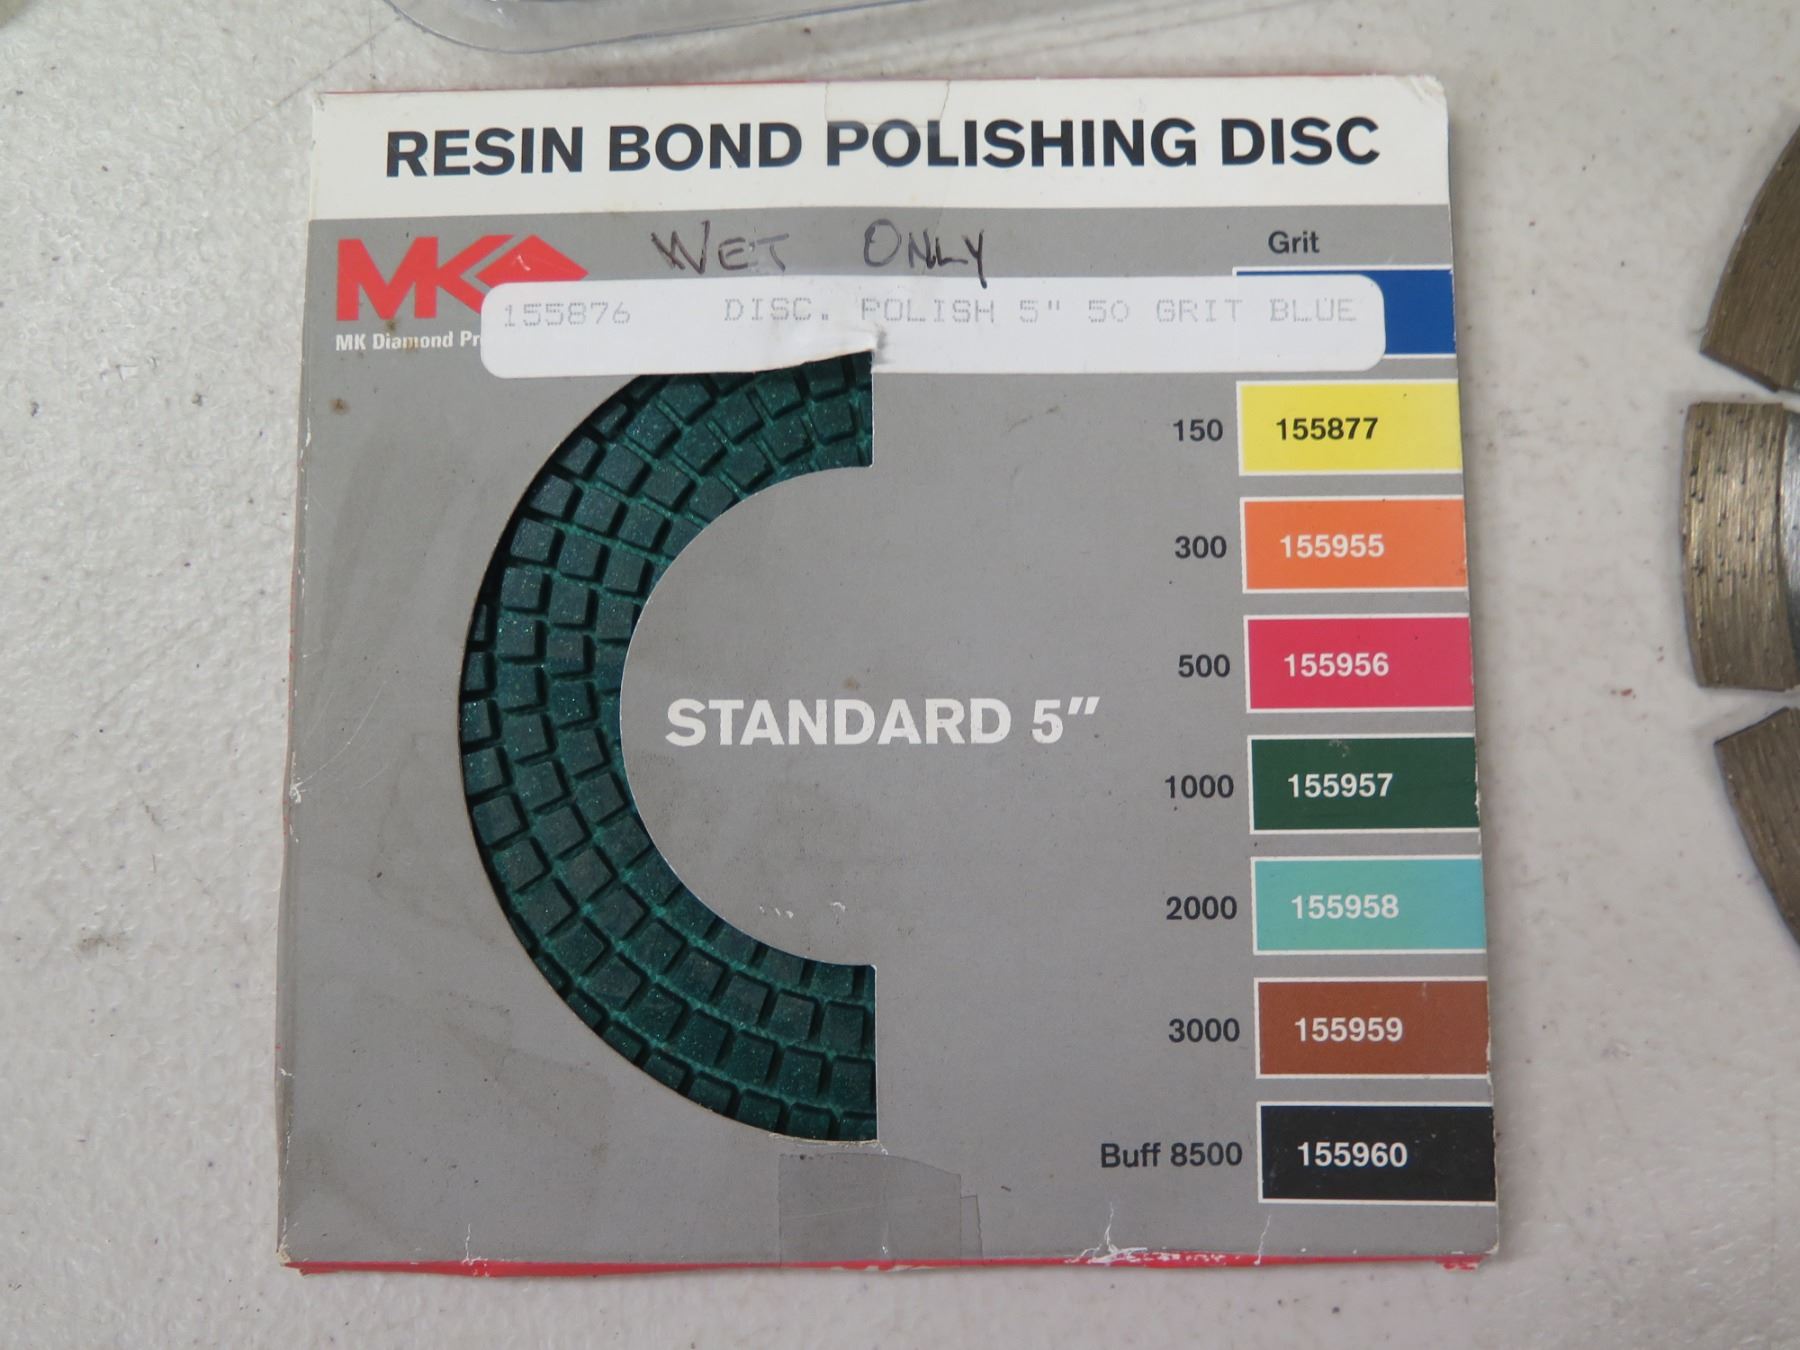 RESIN BOND POLISHING DISC
MK
MK Diamond Pr
WET ONLY
Grit
155876 DISC. POLISH 5" 50 GRIT BLUE
150 155877
300 155955
500 155956
STANDARD 5"
1000 155957
2000 155958
3000 155959
Buff 8500 155960